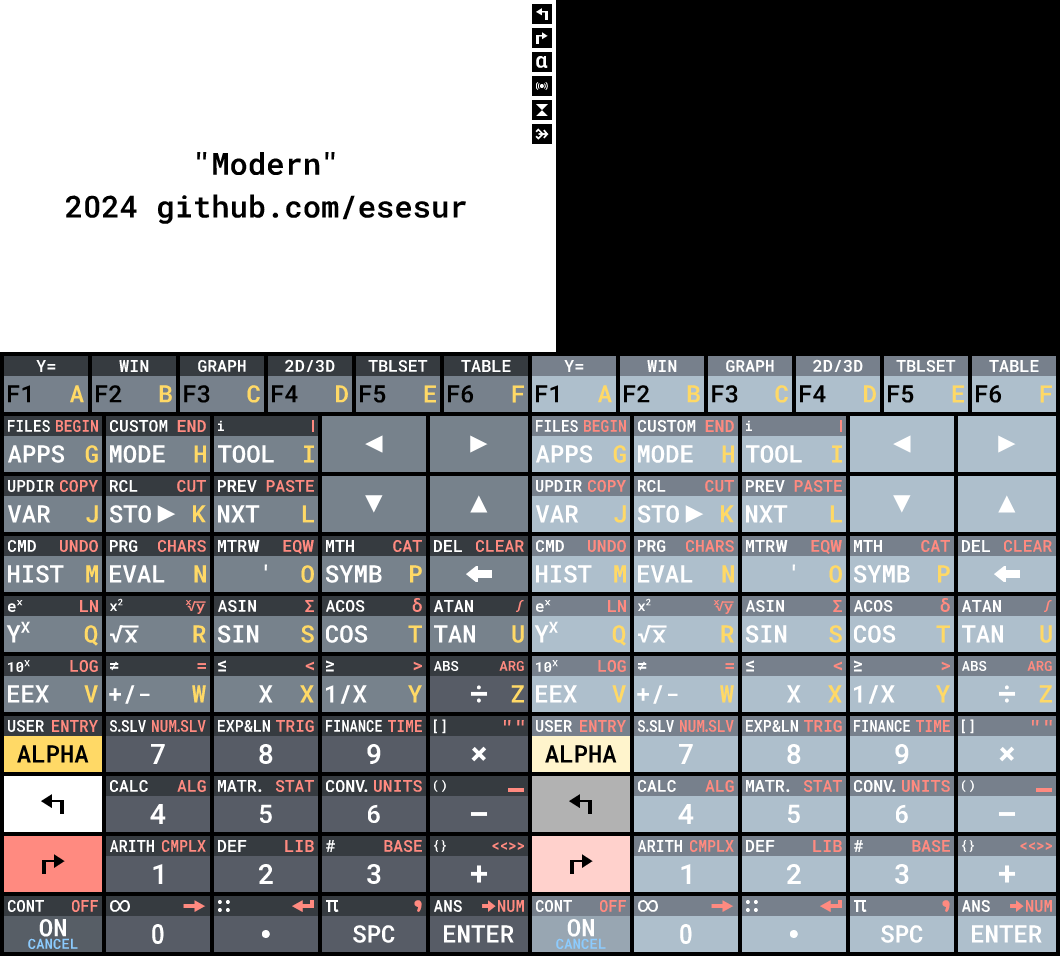 α
"Modern"
2024 github.com/esesur
Y= WIN GRAPH 2D/3D TBLSET TABLE Y= WIN GRAPH 2D/3D TBLSET TABLE
F1 A F2 B F3 C F4 D F5 E F6 F F1 A F2 B F3 C F4 D F5 E F6 F
FILES BEGIN CUSTOM END i | FILES BEGIN CUSTOM END i |
APPS G MODE H TOOL I ◀ ▶ APPS G MODE H TOOL I ◀ ▶
UPDIR COPY RCL CUT PREV PASTE UPDIR COPY RCL CUT PREV PASTE
VAR J STO▶ K NXT L ▼ ▲ VAR J STO▶ K NXT L ▼ ▲
CMD UNDO PRG CHARS MTRW EQW MTH CAT DEL CLEAR CMD UNDO PRG CHARS MTRW EQW MTH CAT DEL CLEAR
HIST M EVAL N ' O SYMB P ← HIST M EVAL N ' O SYMB P ←
eˣ LN x² ˣ√y ASIN Σ ACOS δ ATAN ∫ eˣ LN x² ˣ√y ASIN Σ ACOS δ ATAN ∫
Yˣ Q √x R SIN S COS T TAN U Yˣ Q √x R SIN S COS T TAN U
10ˣ LOG ≠ = ≤ < ≥ > ABS ARG 10ˣ LOG ≠ = ≤ < ≥ > ABS ARG
EEX V +/- W X X 1/X Y ÷ Z EEX V +/- W X X 1/X Y ÷ Z
USER ENTRY S.SLV NUM.SLV EXP&LN TRIG FINANCE TIME [] "" USER ENTRY S.SLV NUM.SLV EXP&LN TRIG FINANCE TIME [] ""
ALPHA 7 8 9 × ALPHA 7 8 9 ×
CALC ALG MATR. STAT CONV. UNITS () _ CALC ALG MATR. STAT CONV. UNITS () _
↰ 4 5 6 − ↰ 4 5 6 −
ARITH CMPLX DEF LIB # BASE {} <<>> ARITH CMPLX DEF LIB # BASE {} <<>>
↱ 1 2 3 + ↱ 1 2 3 +
CONT OFF ∞ → :: ↵ π , ANS →NUM CONT OFF ∞ → :: ↵ π , ANS →NUM
ON 0 • SPC ENTER ON 0 • SPC ENTER
CANCEL CANCEL